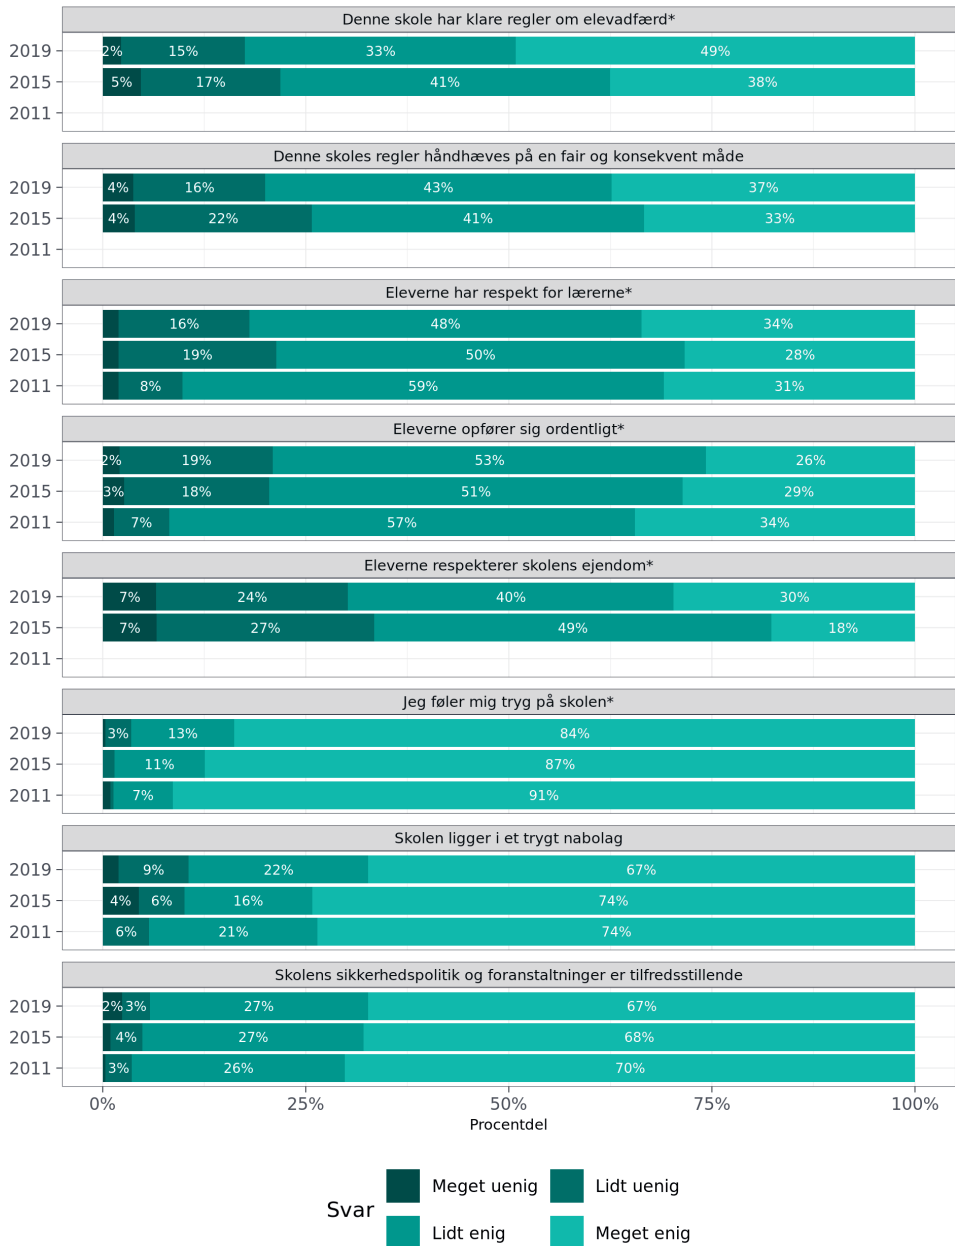 Denne skole har klare regler om elevadfærd*
2019 2% 15% 33% 49%
2015 5% 17% 41% 38%
2011
Denne skoles regler håndhæves på en fair og konsekvent måde
2019 4% 16% 43% 37%
2015 4% 22% 41% 33%
2011
Eleverne har respekt for lærerne*
2019 16% 48% 34%
2015 19% 50% 28%
2011 8% 59% 31%
Eleverne opfører sig ordentligt*
2019 2% 19% 53% 26%
2015 3% 18% 51% 29%
2011 7% 57% 34%
Eleverne respekterer skolens ejendom*
2019 7% 24% 40% 30%
2015 7% 27% 49% 18%
2011
Jeg føler mig tryg på skolen*
2019 3% 13% 84%
2015 11% 87%
2011 7% 91%
Skolen ligger i et trygt nabolag
2019 9% 22% 67%
2015 4% 6% 16% 74%
2011 6% 21% 74%
Skolens sikkerhedspolitik og foranstaltninger er tilfredsstillende
2019 2% 3% 27% 67%
2015 4% 27% 68%
2011 3% 26% 70%
0% 25% 50% 75% 100%
Procentdel
Svar
Meget uenig Lidt uenig
Lidt enig Meget enig